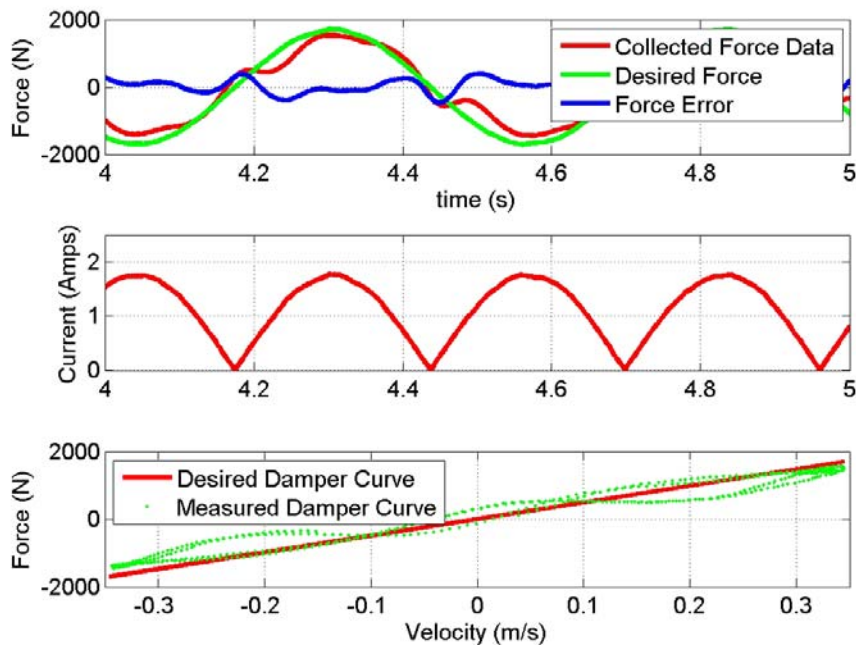 2000
0
-2000
Force (N)
Collected Force Data
Desired Force
Force Error
4
4.2
4.4
4.6
4.8
5
time (s)
2
1
0
Current (Amps)
4
4.2
4.4
4.6
4.8
5
2000
0
-2000
Force (N)
Desired Damper Curve
Measured Damper Curve
-0.3
-0.2
-0.1
0
0.1
0.2
0.3
Velocity (m/s)